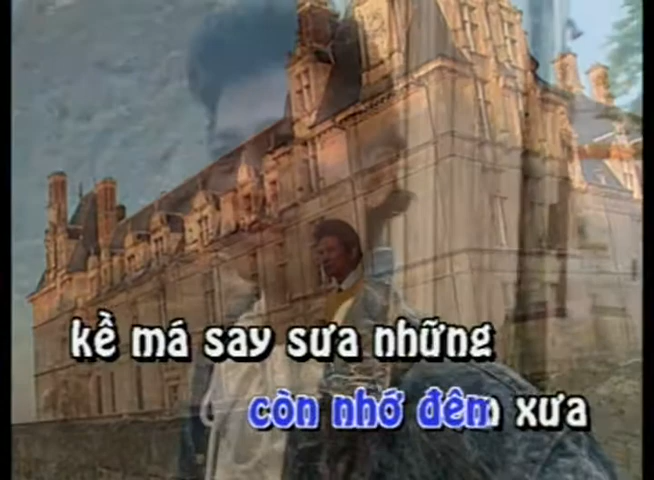 kề má say sưa những
còn nhớ đêm xưa